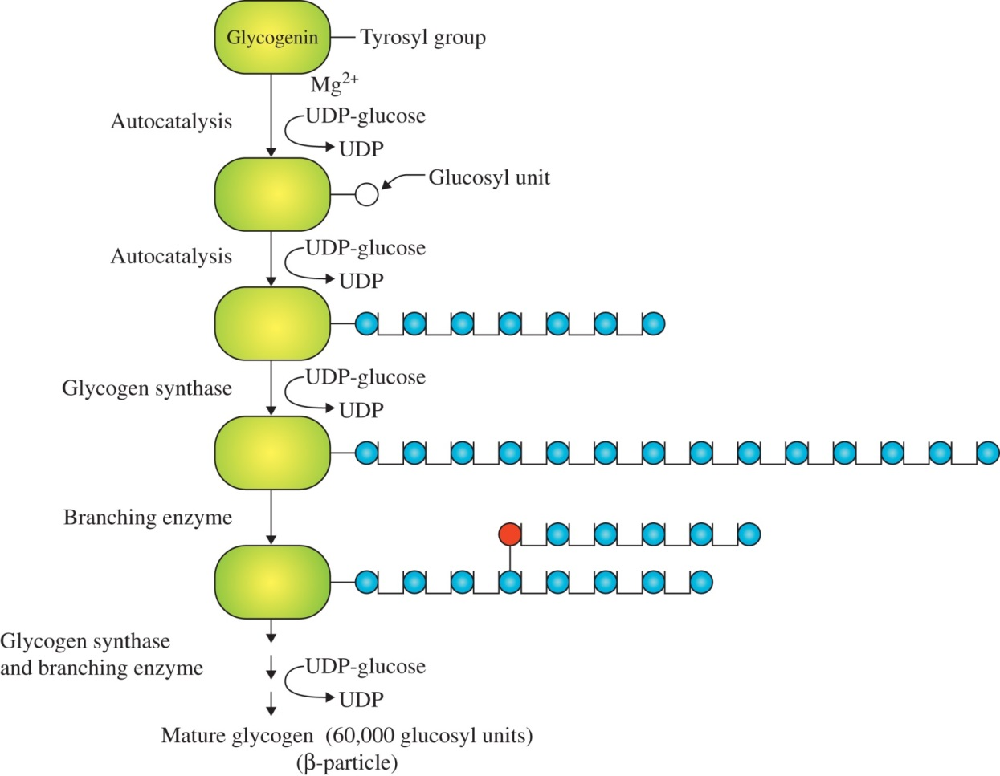 Glycogenin
Tyrosyl group
Mg²⁺
Autocatalysis
UDP-glucose
UDP
Glucosyl unit
Autocatalysis
UDP-glucose
UDP
Glycogen synthase
UDP-glucose
UDP
Branching enzyme
Glycogen synthase
and branching enzyme
UDP-glucose
UDP
Mature glycogen (60,000 glucosyl units)
(β-particle)